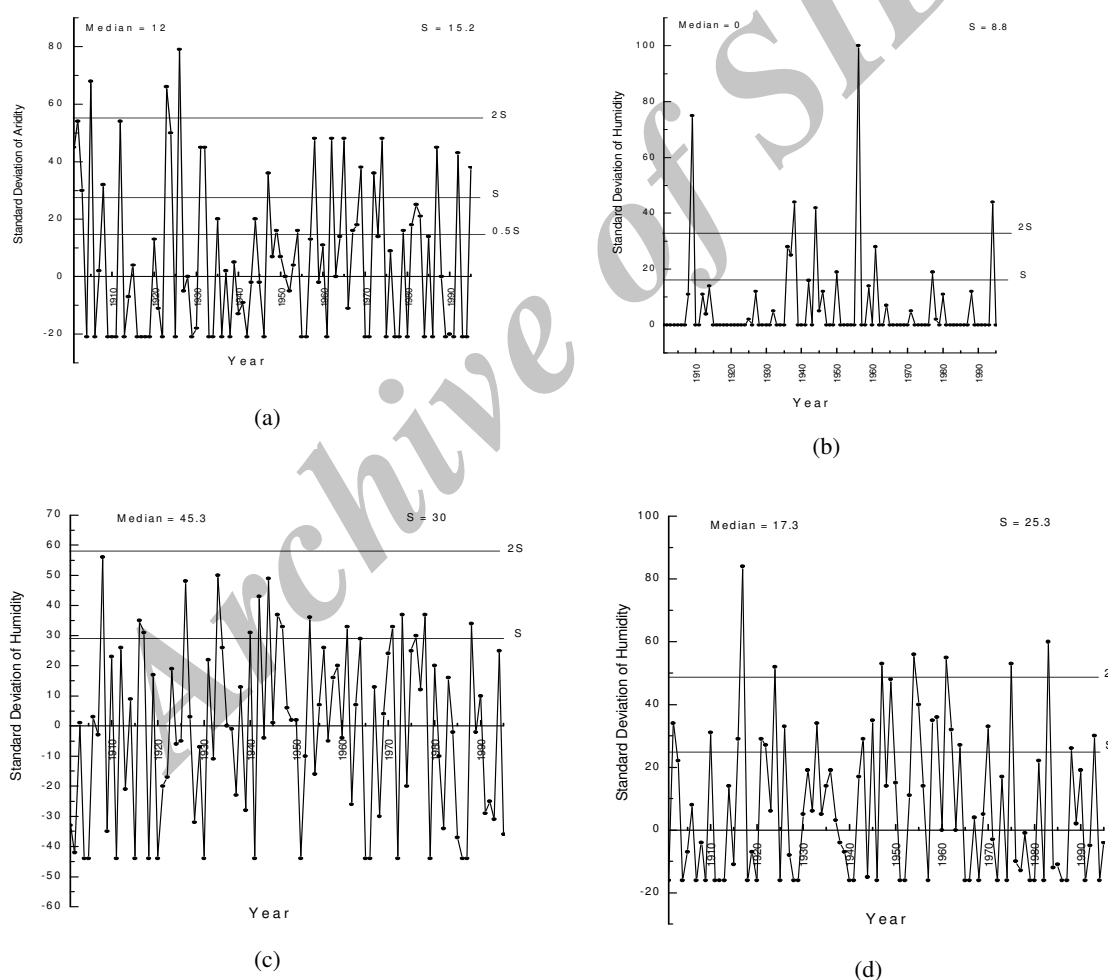 Median = 12
S = 15.2
80
60
40
20
0
-20
2S
S
0.5S
1910
1920
1930
1940
1950
1960
1970
1980
1990
Standard Deviation of Aridity
Year
(a)
Median = 0
S = 8.8
100
80
60
40
20
0
2S
S
1910
1920
1930
1940
1950
1960
1970
1980
1990
Standard Deviation of Humidity
Year
(b)
Median = 45.3
S = 30
70
60
50
40
30
20
10
0
-10
-20
-30
-40
-50
-60
2S
S
1910
1920
1930
1940
1950
1960
1970
1980
1990
Standard Deviation of Humidity
Year
(c)
Median = 17.3
S = 25.3
100
80
60
40
20
0
-20
2
S
1910
1920
1930
1940
1950
1960
1970
1980
1990
Standard Deviation of Humidity
Year
(d)
Archive of SI